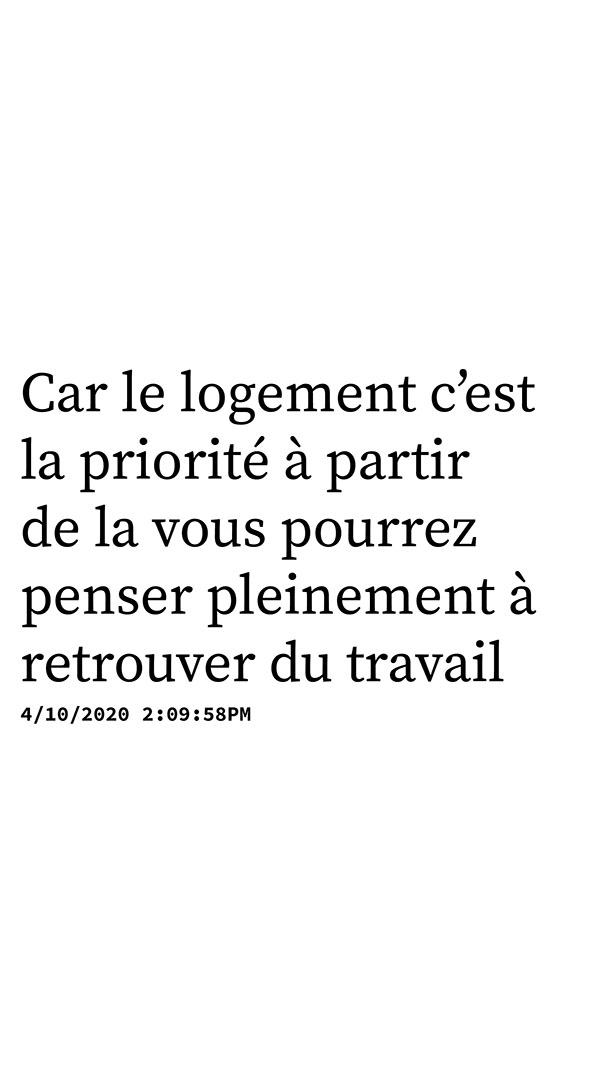 Car le logement c’est
la priorité à partir
de la vous pourrez
penser pleinement à
retrouver du travail
4/10/2020 2:09:58PM